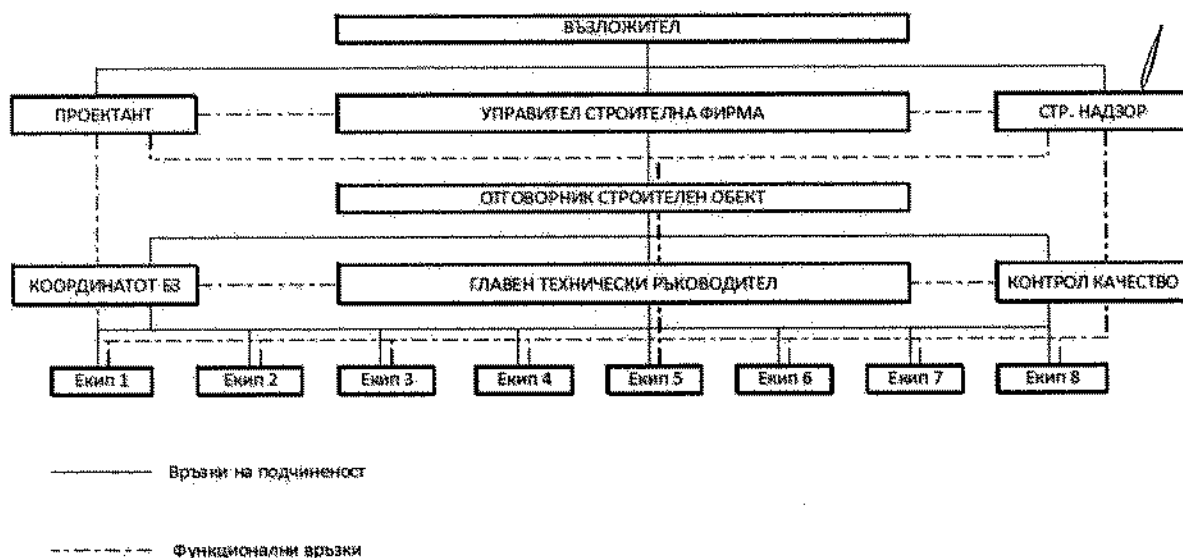 ВЪЗЛОЖИТЕЛ
ПРОЕКТАНТ УПРАВИТЕЛ СТРОИТЕЛНА ФИРМА СТР. НАДЗОР
ОТГОВОРНИК СТРОИТЕЛЕН ОБЕКТ
КООРДИНАТОТ БЗ ГЛАВЕН ТЕХНИЧЕСКИ РЪКОВОДИТЕЛ КОНТРОЛ КАЧЕСТВО
Екип 1 Екип 2 Екип 3 Екип 4 Екип 5 Екип 6 Екип 7 Екип 8
Връзки на подчиненост
Функционални връзки